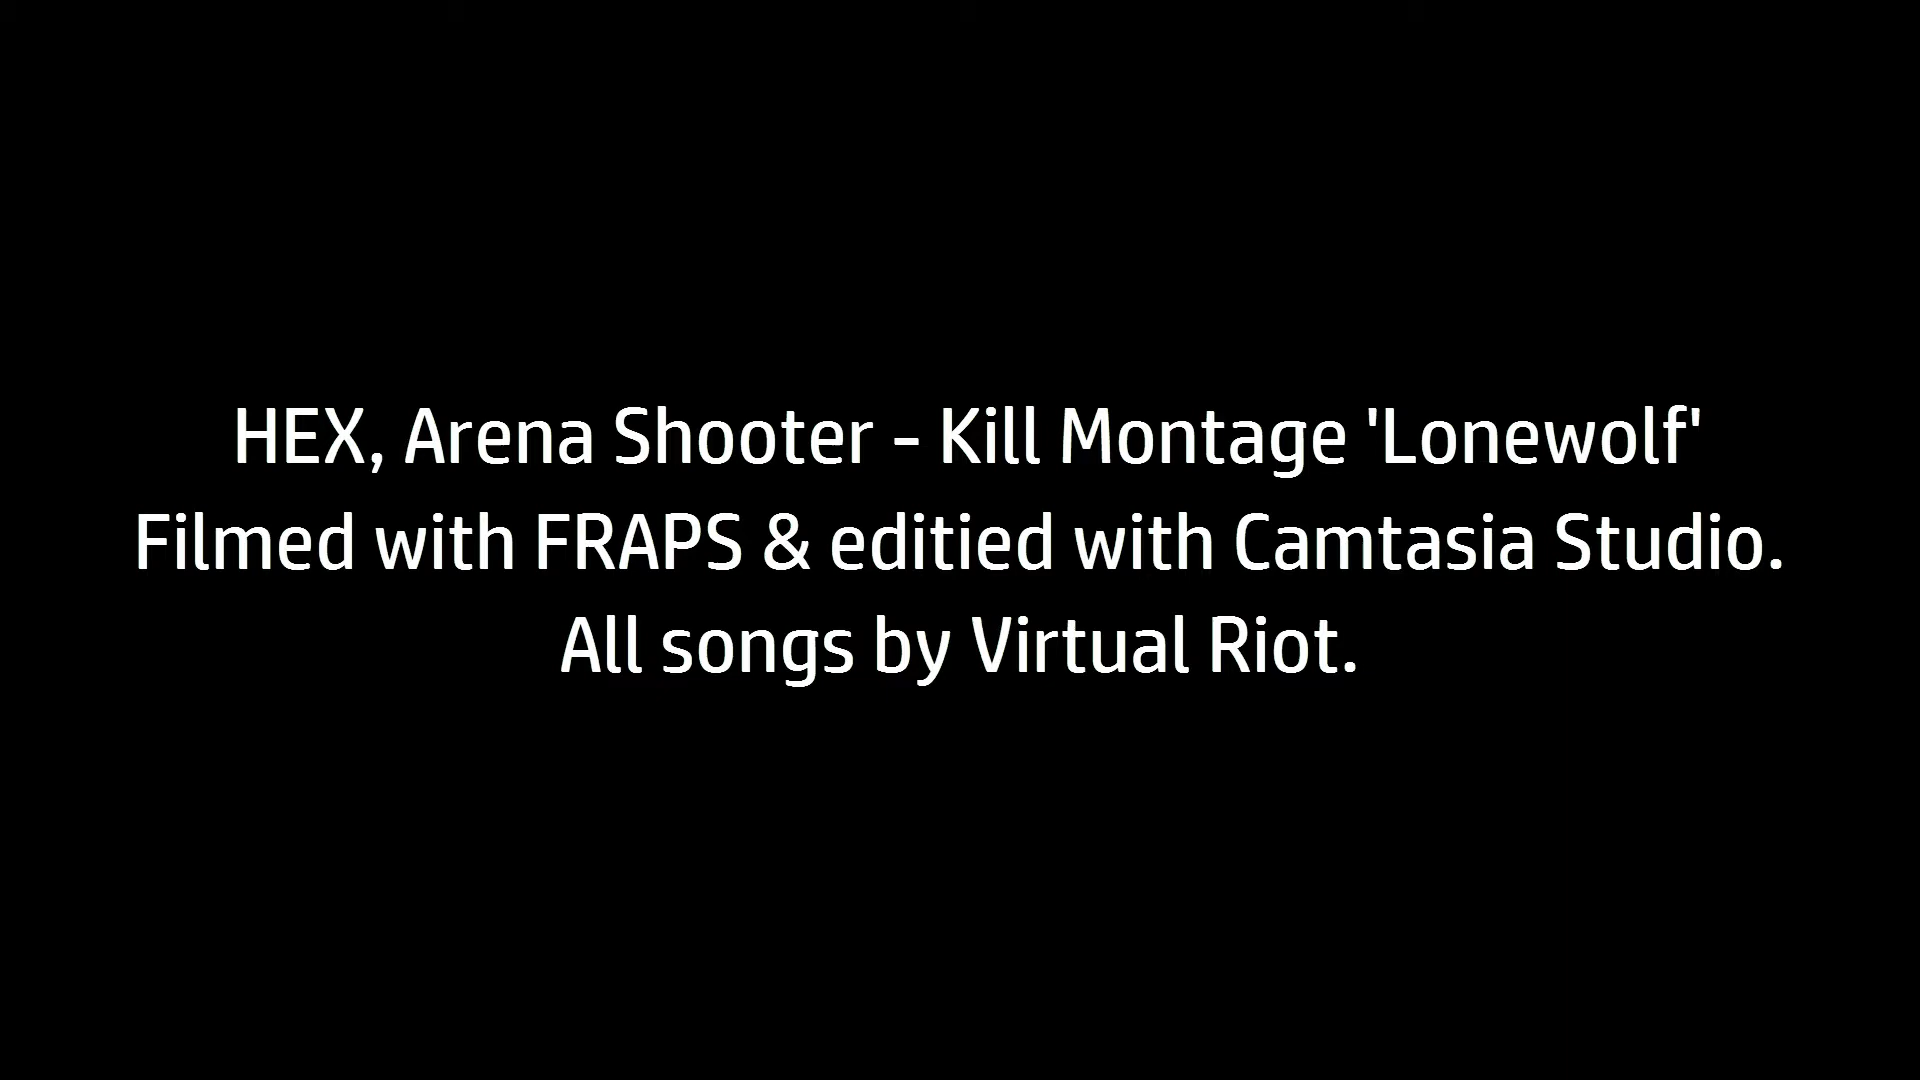 HEX, Arena Shooter - Kill Montage 'Lonewolf'
Filmed with FRAPS & editied with Camtasia Studio.
All songs by Virtual Riot.